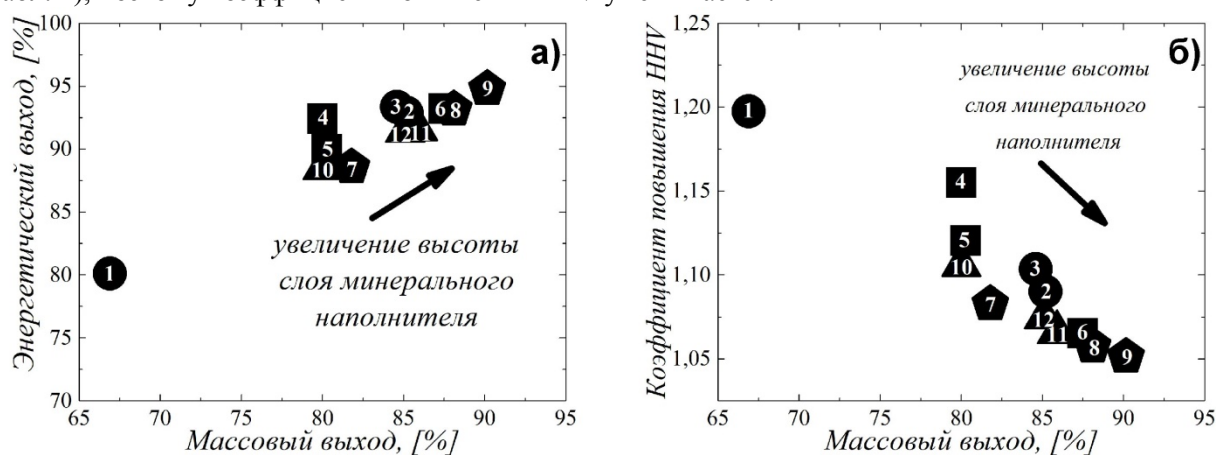 100
95
90
85
80
75
70
Энергетический выход, [%]
65 70 75 80 85 90 95
Массовый выход, [%]
а)
1
4
5
10
7
3
2
12
11
6
8
9
увеличение высоты
слоя минерального
наполнителя
1,25
1,20
1,15
1,10
1,05
Коэффициент повышения HHV
65 70 75 80 85 90 95
Массовый выход, [%]
б)
увеличение высоты
слоя минерального
наполнителя
1
4
5
10
7
3
2
12
11
6
8
9